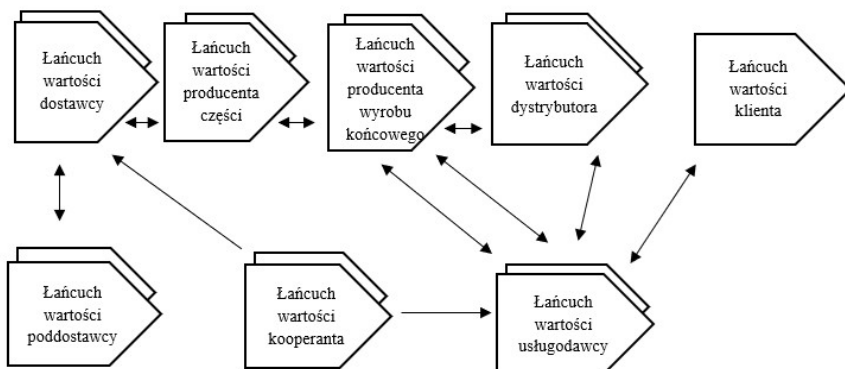 Łańcuch
wartości
dostawcy
Łańcuch
wartości
producenta
części
Łańcuch
wartości
producenta
wyrobu
końcowego
Łańcuch
wartości
dystrybutora
Łańcuch
wartości
klienta
Łańcuch
wartości
poddostawcy
Łańcuch
wartości
kooperanta
Łańcuch
wartości
usługodawcy